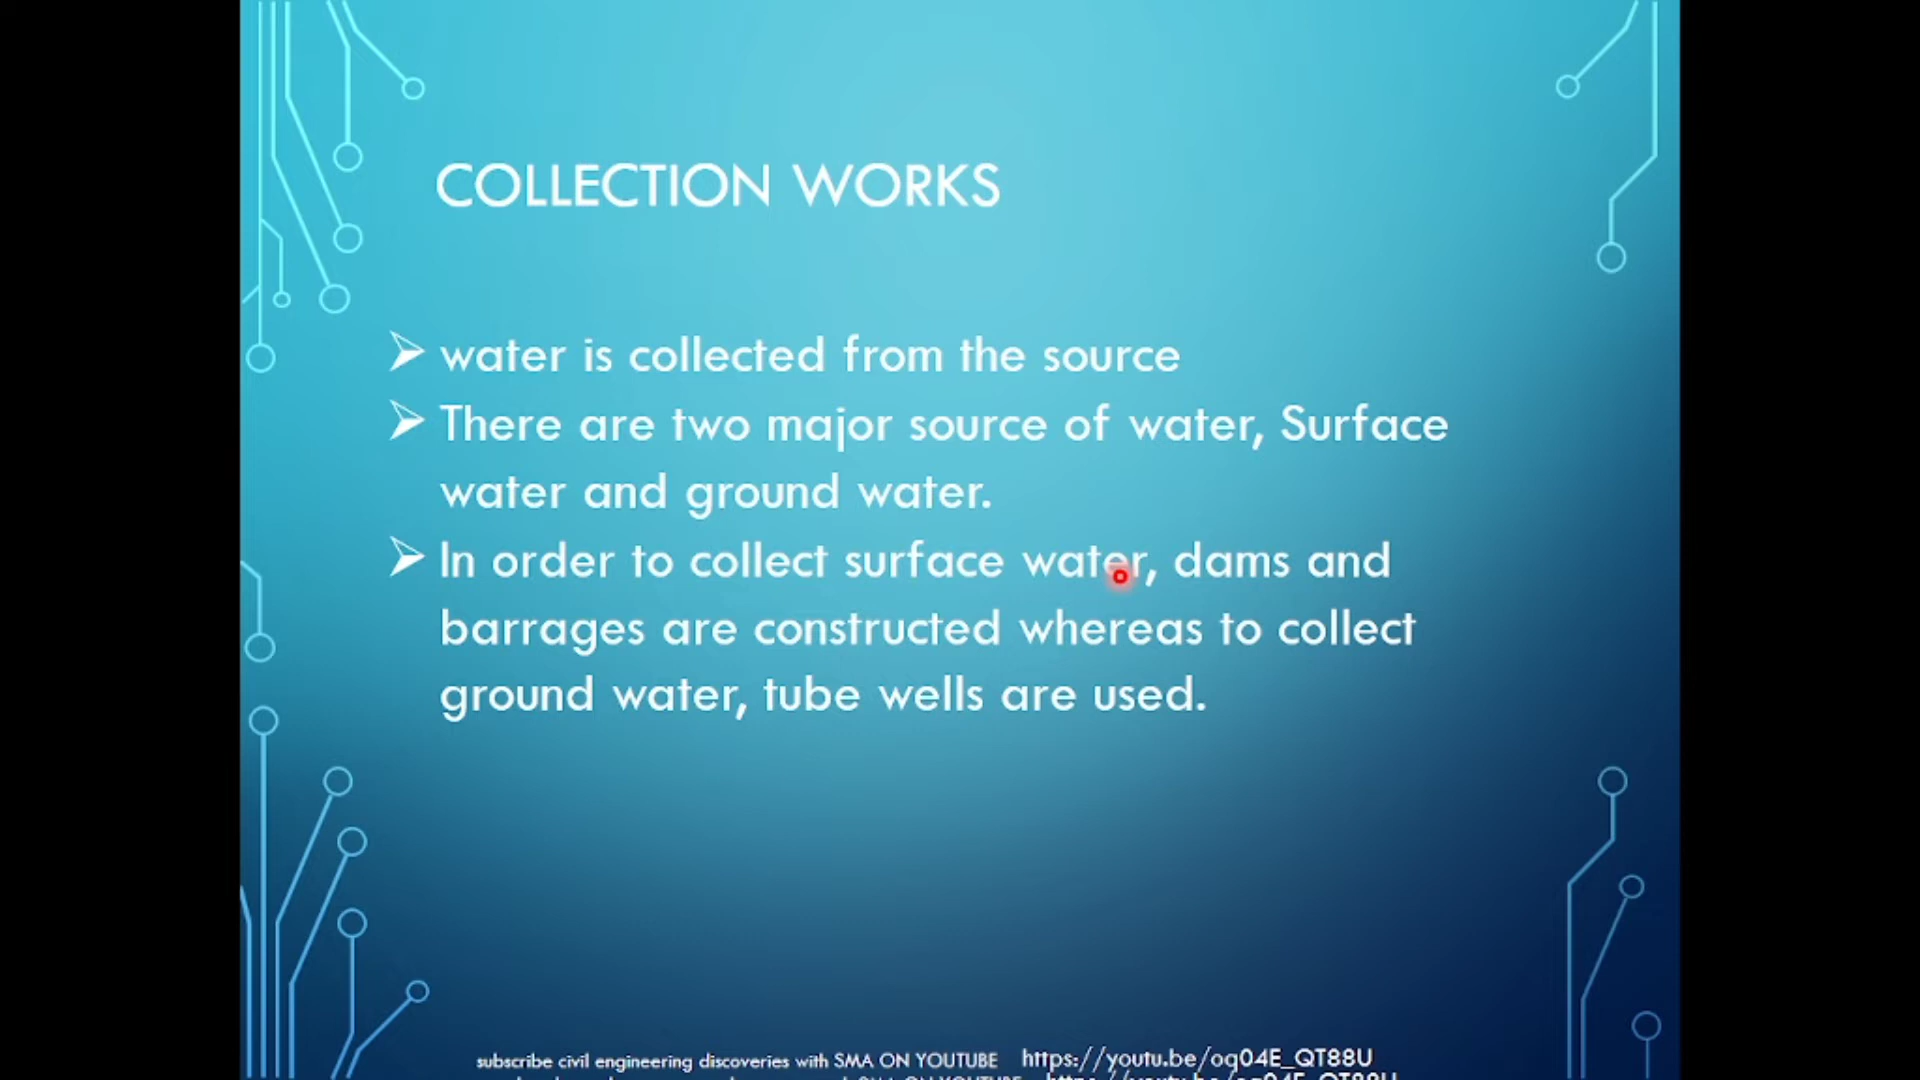 COLLECTION WORKS
water is collected from the source
There are two major source of water, Surface
water and ground water.
In order to collect surface water, dams and
barrages are constructed whereas to collect
ground water, tube wells are used.
subscribe civil engineering discoveries with SMA ON YOUTUBE https://youtu.be/oq04E_QT88U